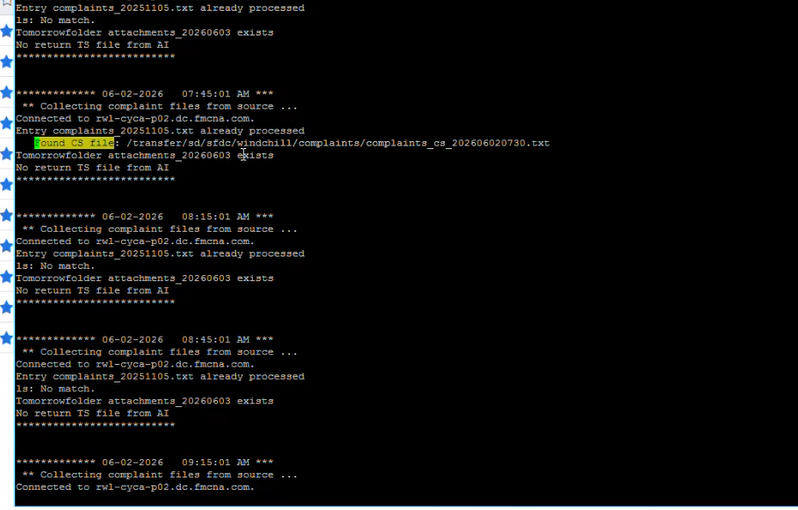 Entry complaints_20251105.txt already processed
ls: No match.
Tomorrowfolder attachments_20260603 exists
No return TS file from AI
**************************
************* 06-02-2026   07:45:01 AM ***
** Collecting complaint files from source ...
Connected to rwl-cyca-p02.dc.fmcna.com.
Entry complaints_20251105.txt already processed
Found CS file: /transfer/sd/sfdc/windchill/complaints/complaints_cs_202606020730.txt
Tomorrowfolder attachments_20260603 exists
No return TS file from AI
**************************
************* 06-02-2026   08:15:01 AM ***
** Collecting complaint files from source ...
Connected to rwl-cyca-p02.dc.fmcna.com.
Entry complaints_20251105.txt already processed
ls: No match.
Tomorrowfolder attachments_20260603 exists
No return TS file from AI
**************************
************* 06-02-2026   08:45:01 AM ***
** Collecting complaint files from source ...
Connected to rwl-cyca-p02.dc.fmcna.com.
Entry complaints_20251105.txt already processed
ls: No match.
Tomorrowfolder attachments_20260603 exists
No return TS file from AI
**************************
************* 06-02-2026   09:15:01 AM ***
** Collecting complaint files from source ...
Connected to rwl-cyca-p02.dc.fmcna.com.